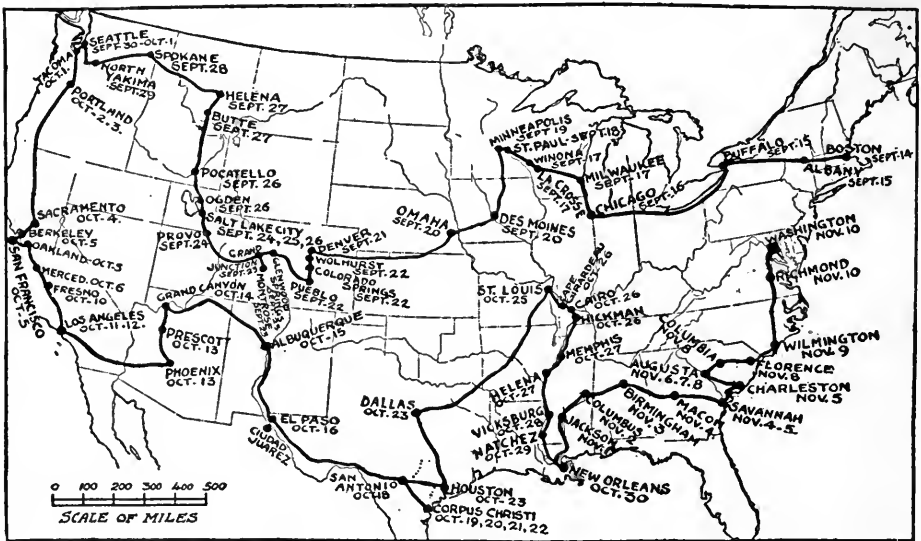 SEATTLE
SEPT. 30-OCT. 1
TACOMA
OCT. 1.
NORTH
YAKIMA
SEPT. 29
SPOKANE
SEPT. 28
PORTLAND
OCT-2-3.
HELENA
SEPT. 27
BUTTE
SEPT. 27
POCATELLO
SEPT. 26
OGDEN
SEPT. 26
SALT LAKE CITY
SEPT. 24, 25, 26
PROVO
SEPT. 24
GRAND
JUNCTION
SEPT. 23
MONTROSE
GLENWOOD
SPRINGS
DENVER
SEPT. 21
WOLHURST
SEPT. 22
COLORADO
SPRINGS
SEPT. 22
PUEBLO
SEPT. 22
OMAHA
SEPT. 20
DES MOINES
SEPT. 20
MINNEAPOLIS
SEPT 19
ST. PAUL-SEPT. 18
WINONA
SEPT. 17
LA CROSSE
SEPT. 17
MILWAUKEE
SEPT. 17
CHICAGO
SEPT. 16
BUFFALO
SEPT. 15
BOSTON
SEPT. 14
ALBANY
SEPT. 15
SACRAMENTO
OCT-4.
BERKELEY
OCT. 5
OAKLAND-OCT. 5
SAN FRANCISCO
OCT. 5
MERCED. OCT. 6
FRESNO
OCT. 10
LOS ANGELES
OCT-11-12.
GRAND CANYON
OCT. 14
PRESCOTT
OCT. 13
PHOENIX
OCT. 13
ALBUQUERQUE
OCT-15
EL PASO
OCT. 16
CIUDAD
JUAREZ
SAN
ANTONIO
OCT. 18
CORPUS CHRISTI
OCT. 19, 20, 21, 22
HOUSTON
OCT-23
DALLAS
OCT. 23
ST. LOUIS
OCT. 25
CAPE
GIRARDEAU
OCT. 26
CAIRO
OCT. 26
HICKMAN
OCT-26
MEMPHIS
OCT-27
HELENA
OCT-27
VICKSBURG
OCT-28
NATCHEZ
OCT-29
NEW ORLEANS
OCT. 30
JACKSON
NOV. 1
COLUMBUS
NOV. 2
BIRMINGHAM
NOV. 3
MACON
NOV. 4
SAVANNAH
NOV. 4-5
CHARLESTON
NOV. 5
AUGUSTA
NOV. 6.7.8
COLUMBIA
FLORENCE
NOV. 8
WILMINGTON
NOV. 9
RICHMOND
NOV. 10
WASHINGTON
NOV. 10
0 100 200 300 400 500
SCALE OF MILES